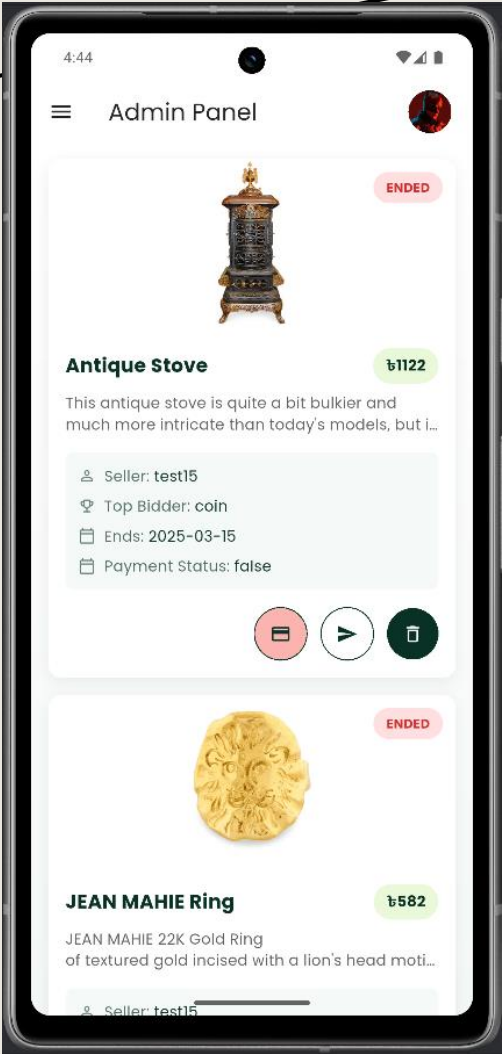 4:44
Admin Panel
ENDED
Antique Stove
৳1122
This antique stove is quite a bit bulkier and
much more intricate than today's models, but i...
Seller: test15
Top Bidder: coin
Ends: 2025-03-15
Payment Status: false
ENDED
JEAN MAHIE Ring
৳582
JEAN MAHIE 22K Gold Ring
of textured gold incised with a lion's head moti...
Seller: test15